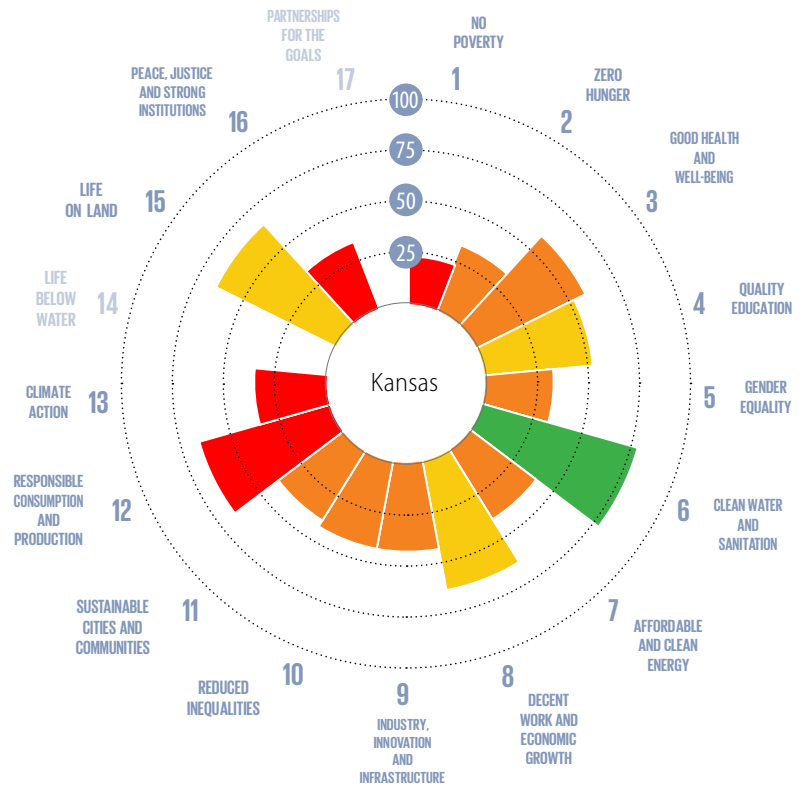 NO
POVERTY
1
ZERO
HUNGER
2
GOOD HEALTH
AND
WELL-BEING
3
QUALITY
EDUCATION
4
GENDER
EQUALITY
5
CLEAN WATER
AND
SANITATION
6
AFFORDABLE
AND CLEAN
ENERGY
7
DECENT
WORK AND
ECONOMIC
GROWTH
8
INDUSTRY,
INNOVATION
AND
INFRASTRUCTURE
9
REDUCED
INEQUALITIES
10
SUSTAINABLE
CITIES AND
COMMUNITIES
11
RESPONSIBLE
CONSUMPTION
AND
PRODUCTION
12
CLIMATE
ACTION
13
LIFE
BELOW
WATER
14
LIFE
ON LAND
15
PEACE, JUSTICE
AND STRONG
INSTITUTIONS
16
PARTNERSHIPS
FOR THE
GOALS
17
100
75
50
25
Kansas